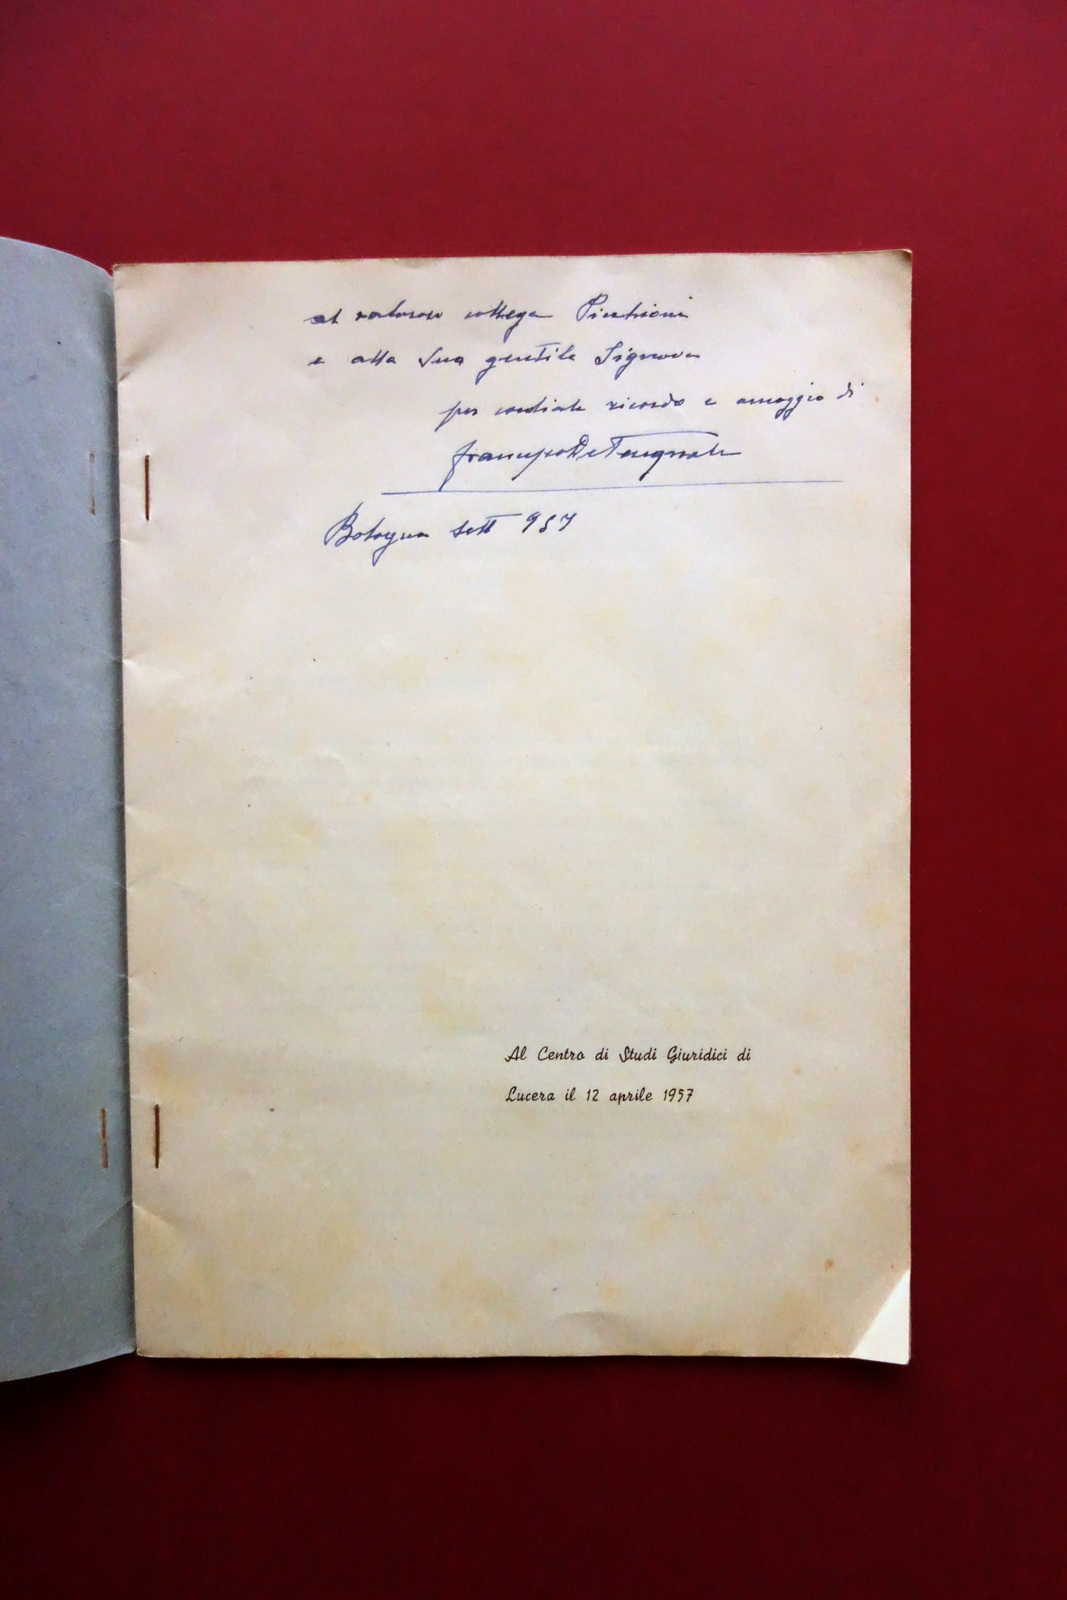 al valoroso collega
e alla Sua gentile Signora
per cordiale ricordo e omaggio di
Bologna sett 957
Al Centro di Studi Giuridici di
Lucera il 12 aprile 1957